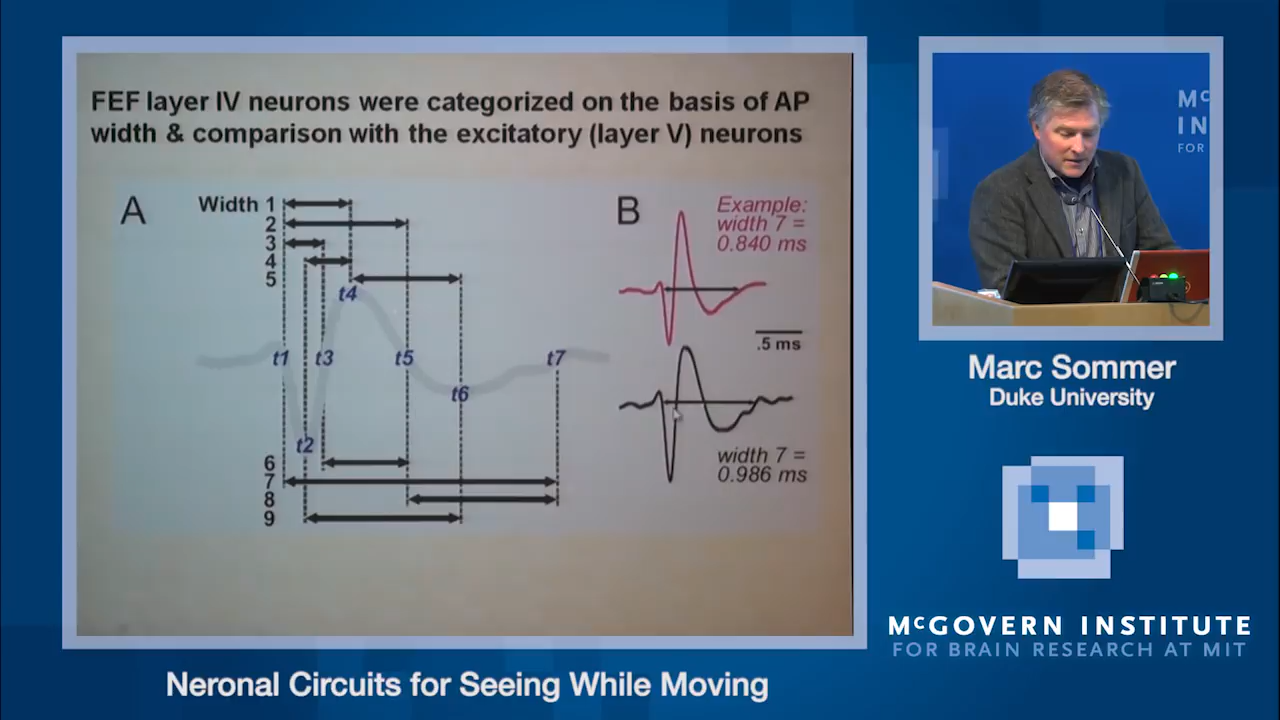 FEF layer IV neurons were categorized on the basis of AP
width & comparison with the excitatory (layer V) neurons
A
Width 1
2
3
4
5
t4
t1
t3
t5
t7
t6
t2
6
7
8
9
B
Example:
width 7 =
0.840 ms
.5 ms
width 7 =
0.986 ms
Mc
IN
FOR
Marc Sommer
Duke University
McGOVERN INSTITUTE
FOR BRAIN RESEARCH AT MIT
Neronal Circuits for Seeing While Moving